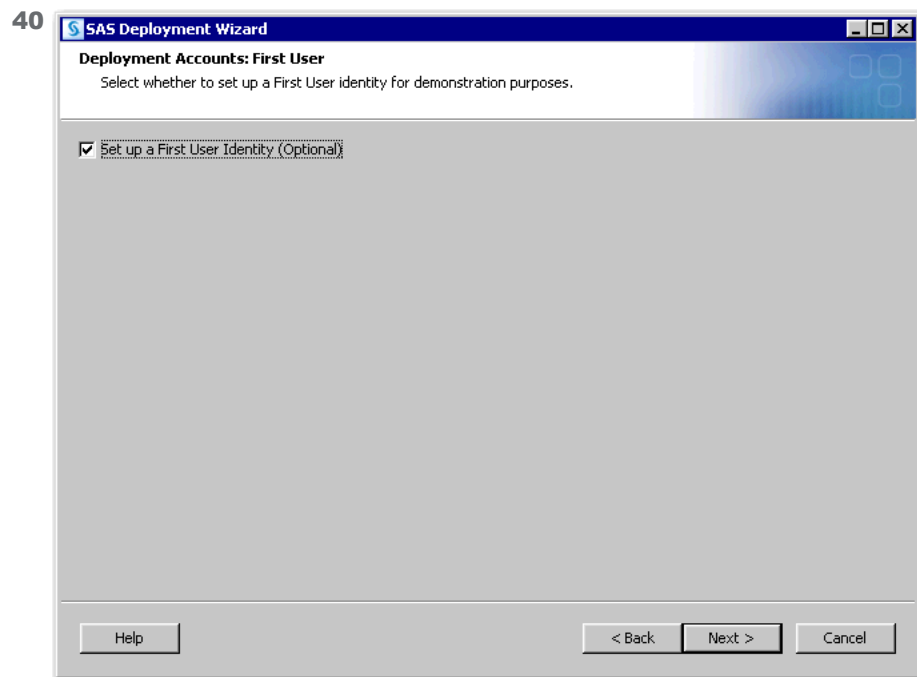 40
SAS Deployment Wizard
Deployment Accounts: First User
Select whether to set up a First User identity for demonstration purposes.
Set up a First User Identity (Optional)
Help
< Back
Next >
Cancel